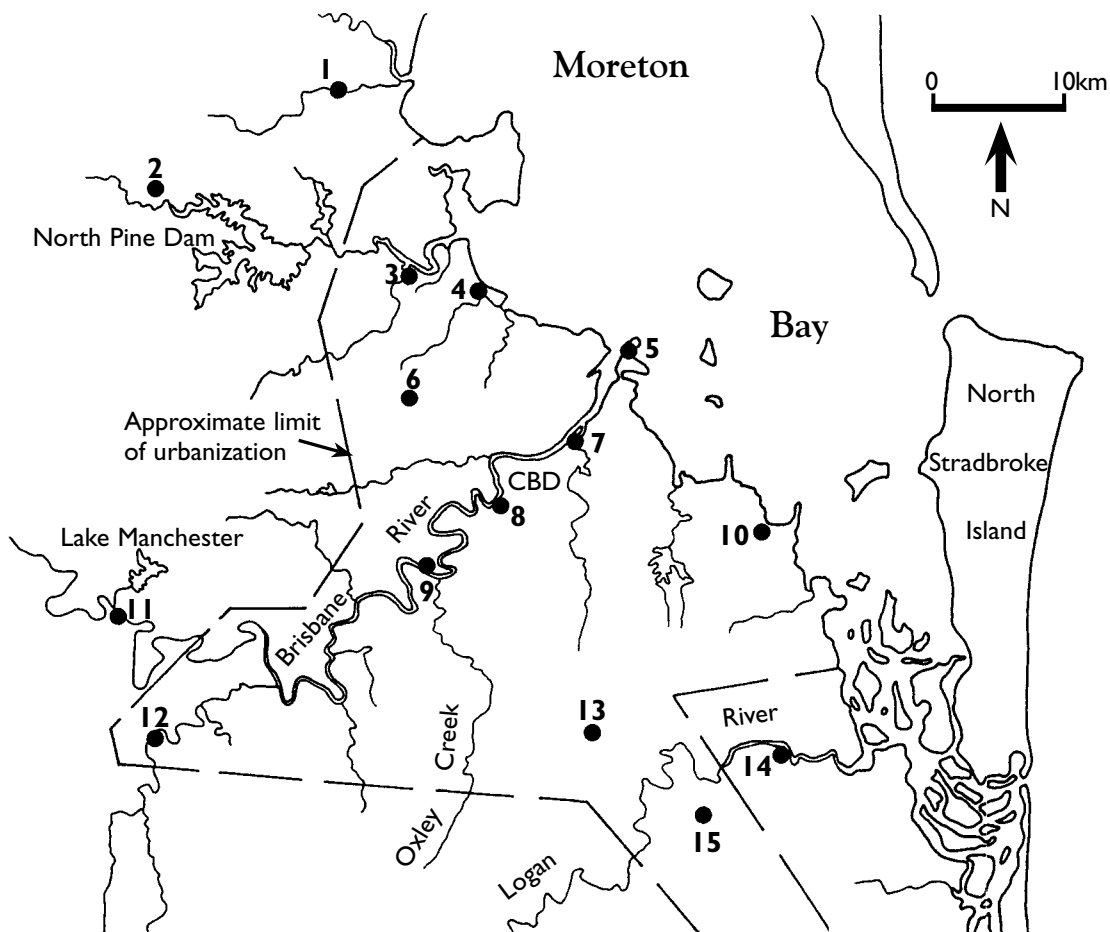 Moreton
0 10km
1
N
2
North Pine Dam
3
4
Bay
5
6
North
Approximate limit
of urbanization
7
Stradbroke
CBD
8
River
Island
10
Lake Manchester
9
11
Brisbane
12
Creek
13
River
14
15
Oxley
Logan